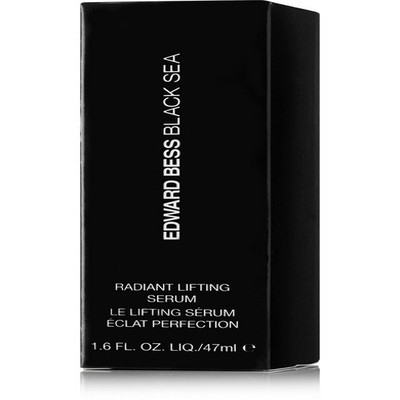 EDWARD BESS BLACK SEA
RADIANT LIFTING
SERUM
LE LIFTING SÉRUM
ÉCLAT PERFECTION
1.6 FL. OZ. LIQ./47ml ℮